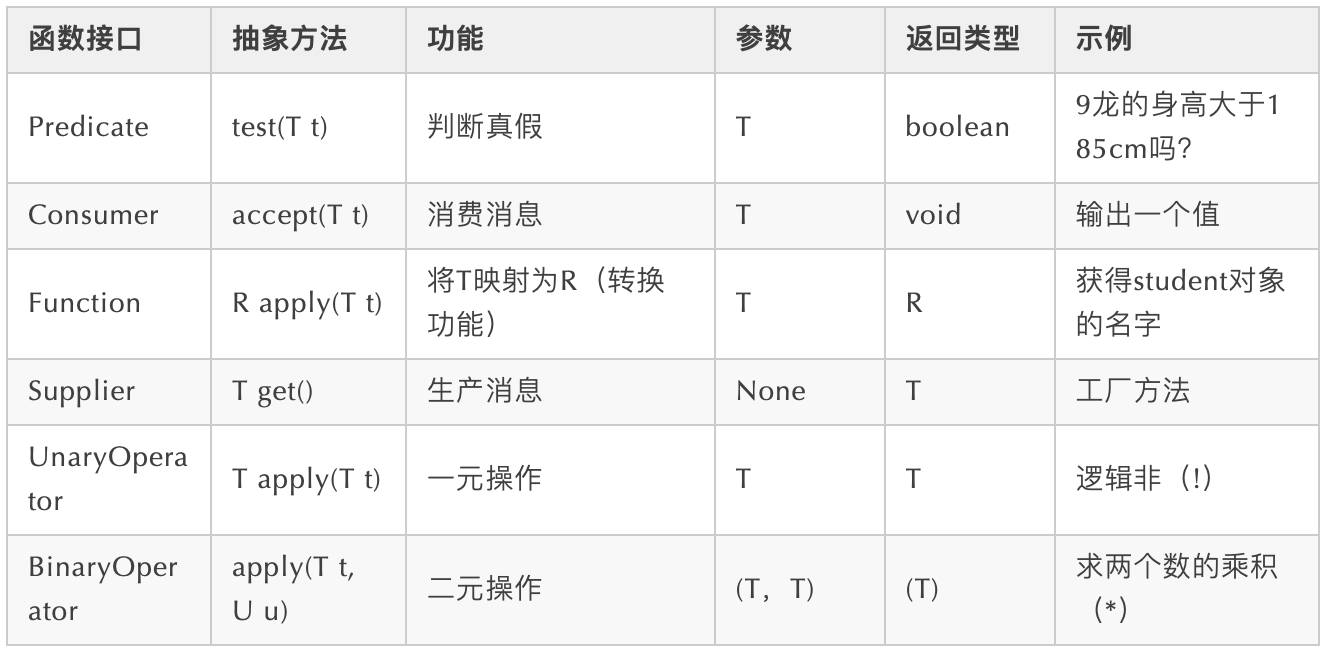 函数接口 抽象方法 功能 参数 返回类型 示例
Predicate test(T t) 判断真假 T boolean 9龙的身高大于1
85cm吗?
Consumer accept(T t) 消费消息 T void 输出一个值
Function R apply(T t) 将T映射为R（转换
功能） T R 获得student对象
的名字
Supplier T get() 生产消息 None T 工厂方法
UnaryOpera
tor T apply(T t) 一元操作 T T 逻辑非（!）
BinaryOper
ator apply(T t,
U u) 二元操作 (T，T) (T) 求两个数的乘积
（*）